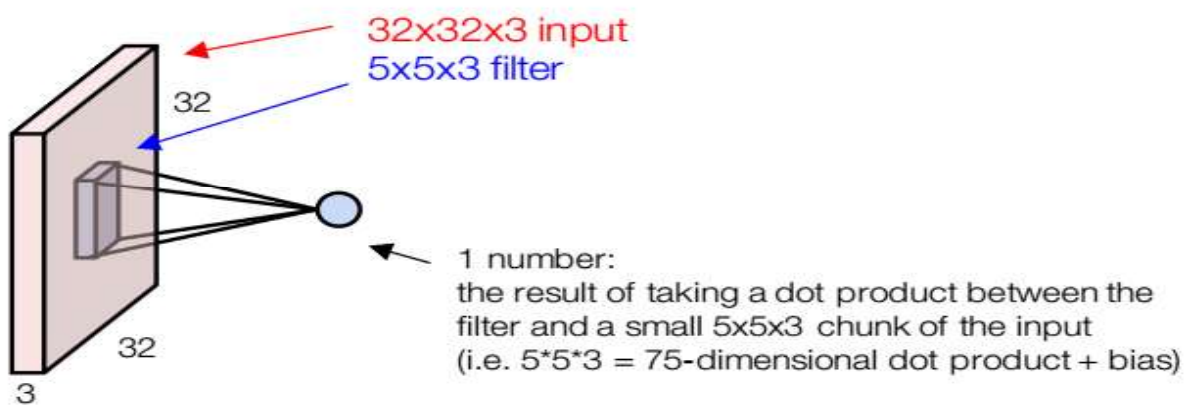 32x32x3 input
5x5x3 filter
32
1 number:
the result of taking a dot product between the
filter and a small 5x5x3 chunk of the input
(i.e. 5*5*3 = 75-dimensional dot product + bias)
32
3